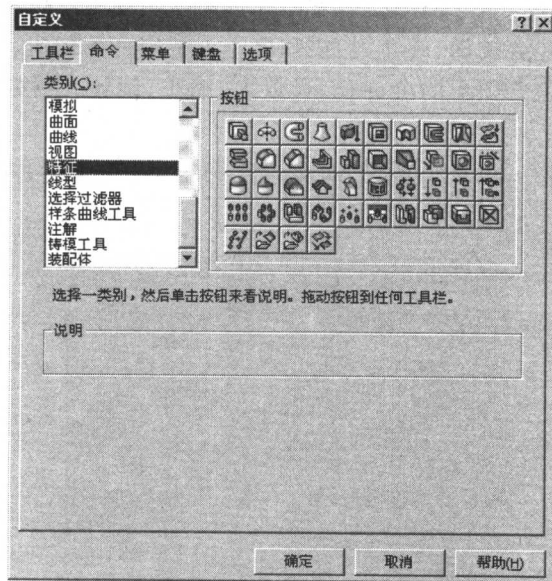 自定义
工具栏 命令 菜单 键盘 选项
类别(C):
按钮
模拟
曲面
曲线
视图
特征
线型
选择过滤器
样条曲线工具
注解
铸模工具
装配体
选择一类别，然后单击按钮来看说明。拖动按钮到任何工具栏。
说明
确定 取消 帮助(H)